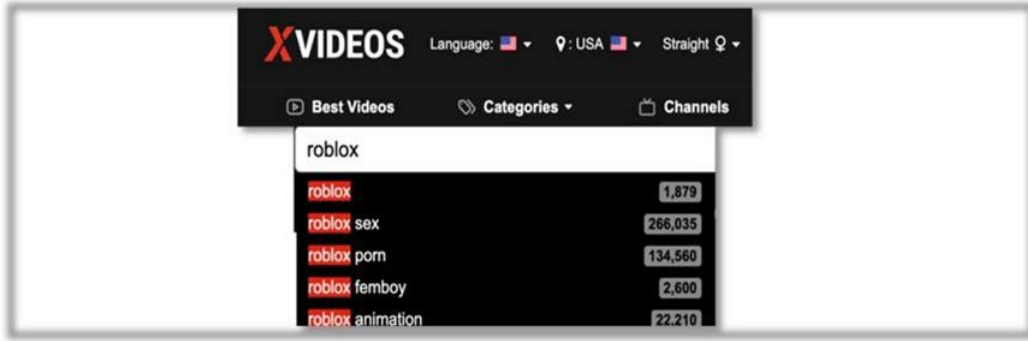 XVIDEOS Language: : USA Straight
Best Videos Categories Channels
roblox
roblox 1,879
roblox sex 266,035
roblox porn 134,560
roblox femboy 2,600
roblox animation 22,210